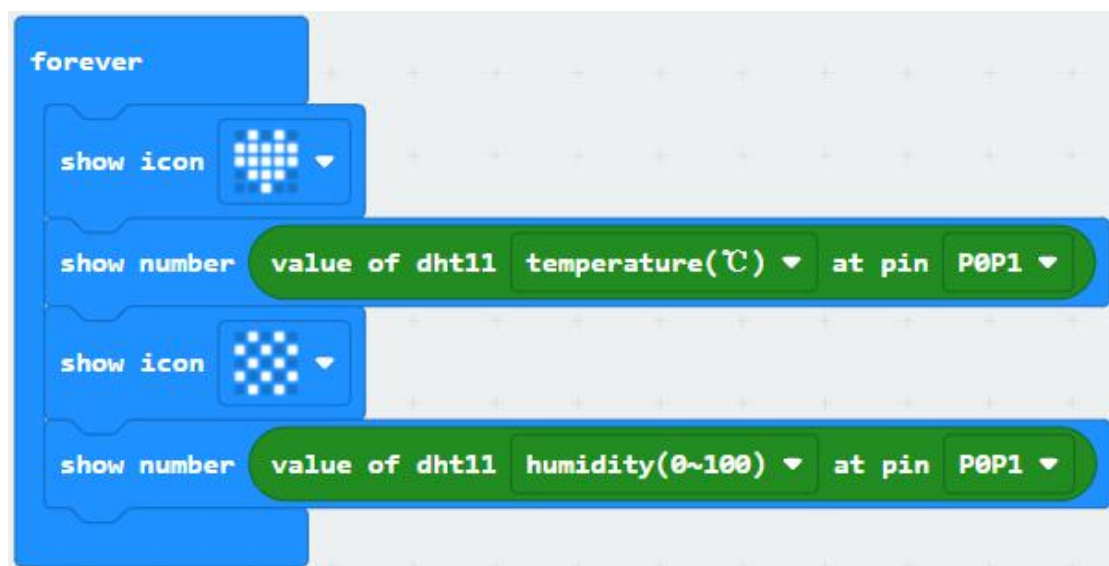 forever
show icon
show number value of dht11 temperature(℃) at pin P0P1
show icon
show number value of dht11 humidity(0~100) at pin P0P1